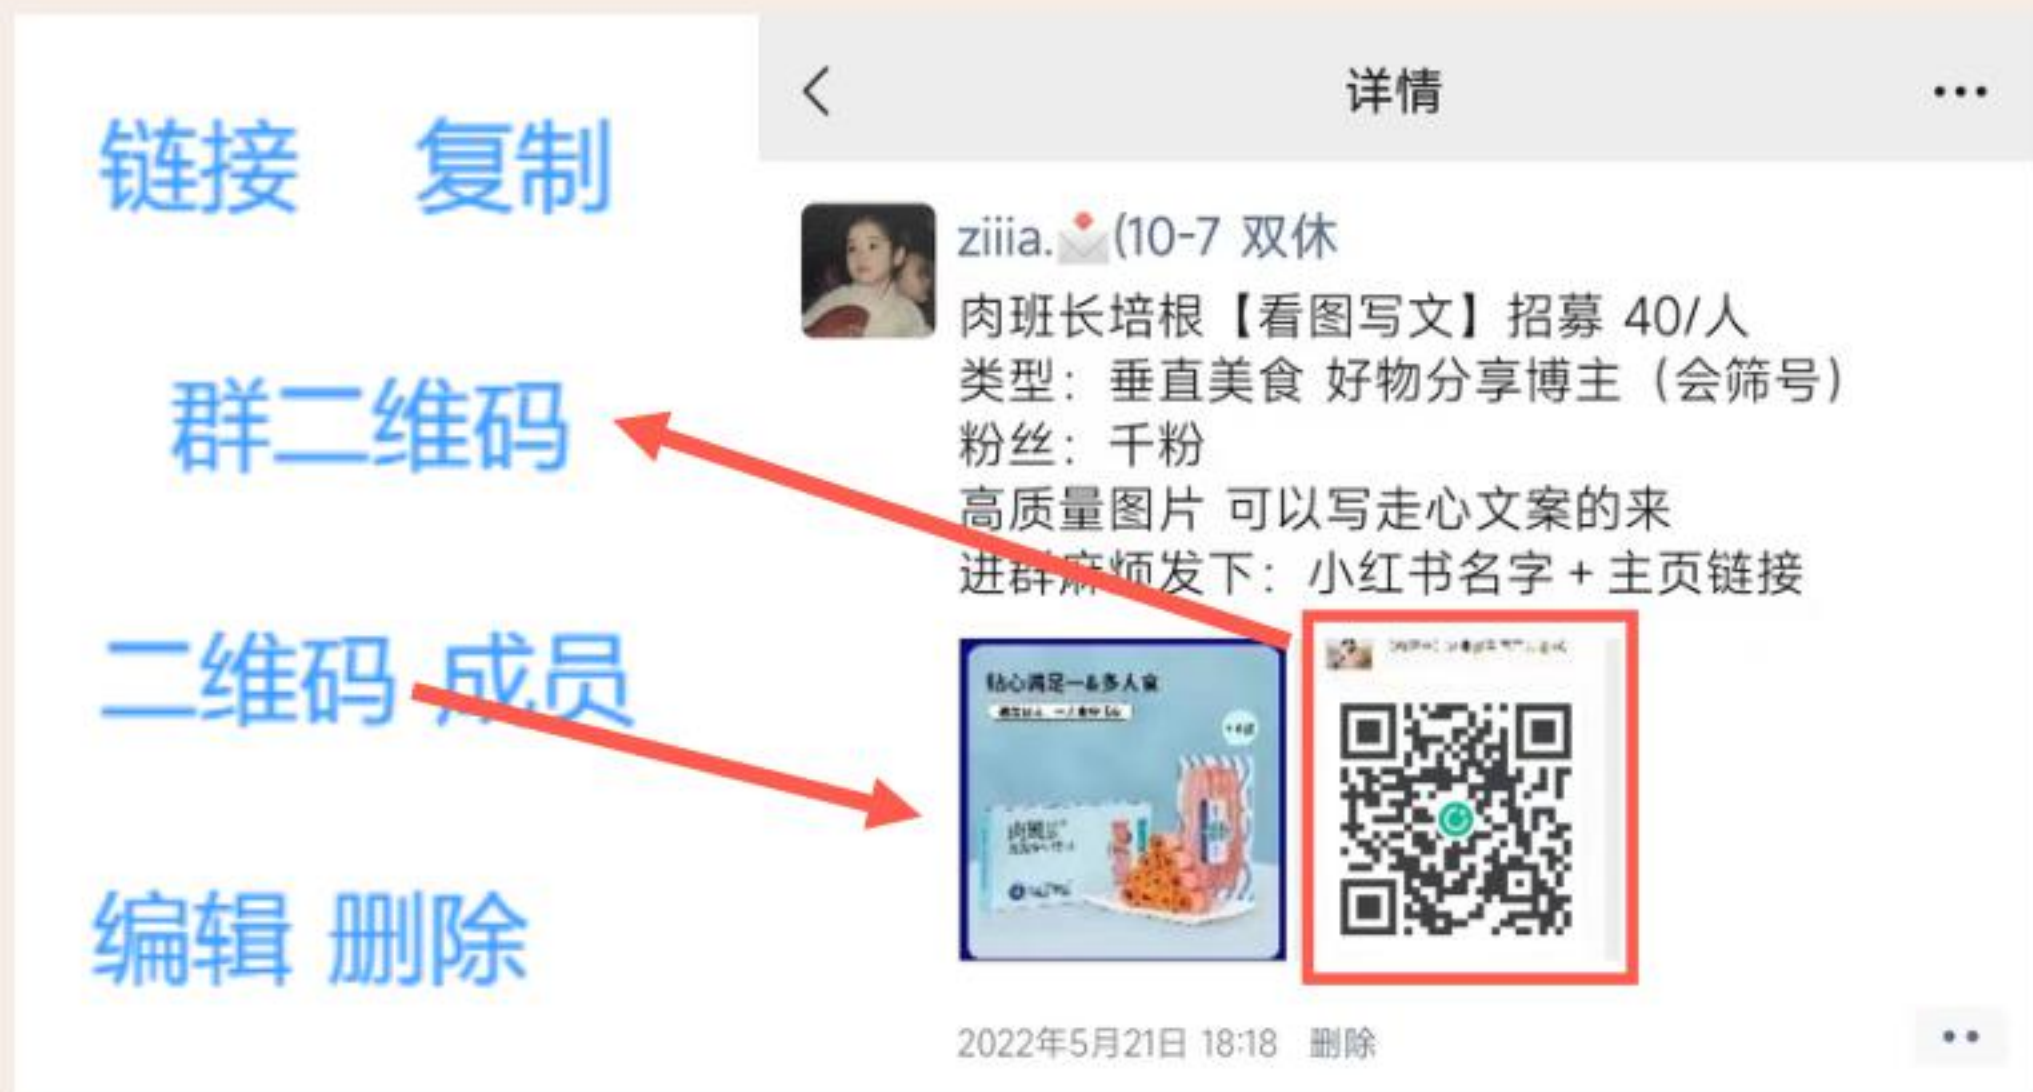 链接 复制
群二维码
二维码 成员
编辑 删除
详情
ziiia. (10-7 双休
肉班长培根【看图写文】招募 40/人
类型：垂直美食 好物分享博主（会筛号）
粉丝：千粉
高质量图片 可以写走心文案的来
进群麻烦发下：小红书名字+主页链接
2022年5月21日 18:18 删除